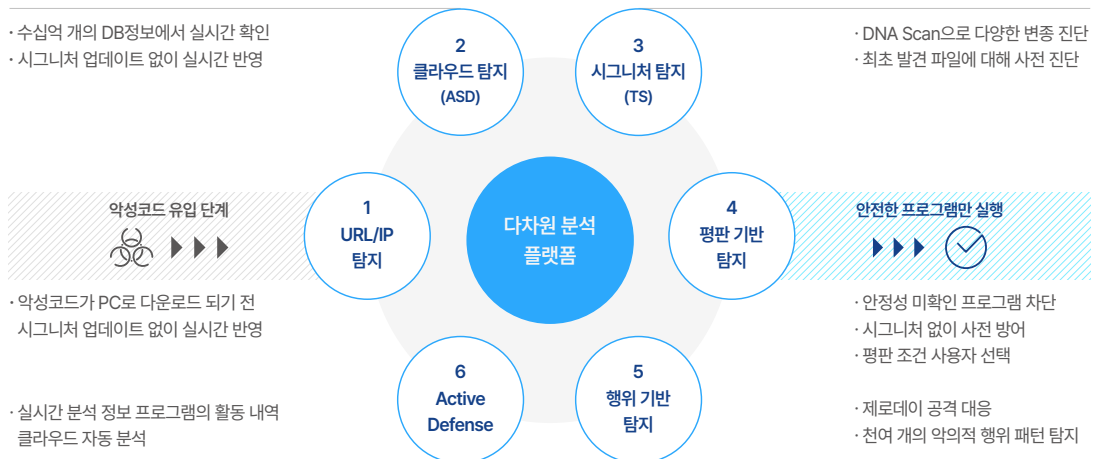 · 수십억 개의 DB정보에서 실시간 확인
· 시그니처 업데이트 없이 실시간 반영
2
클라우드 탐지
(ASD)
3
시그니처 탐지
(TS)
· DNA Scan으로 다양한 변종 진단
· 최초 발견 파일에 대해 사전 진단
악성코드 유입 단계
1
URL/IP
탐지
다차원 분석
플랫폼
4
평판 기반
탐지
안전한 프로그램만 실행
· 악성코드가 PC로 다운로드 되기 전
시그니처 업데이트 없이 실시간 반영
· 안정성 미확인 프로그램 차단
· 시그니처 없이 사전 방어
· 평판 조건 사용자 선택
· 실시간 분석 정보 프로그램의 활동 내역
클라우드 자동 분석
6
Active
Defense
5
행위 기반
탐지
· 제로데이 공격 대응
· 천여 개의 악의적 행위 패턴 탐지